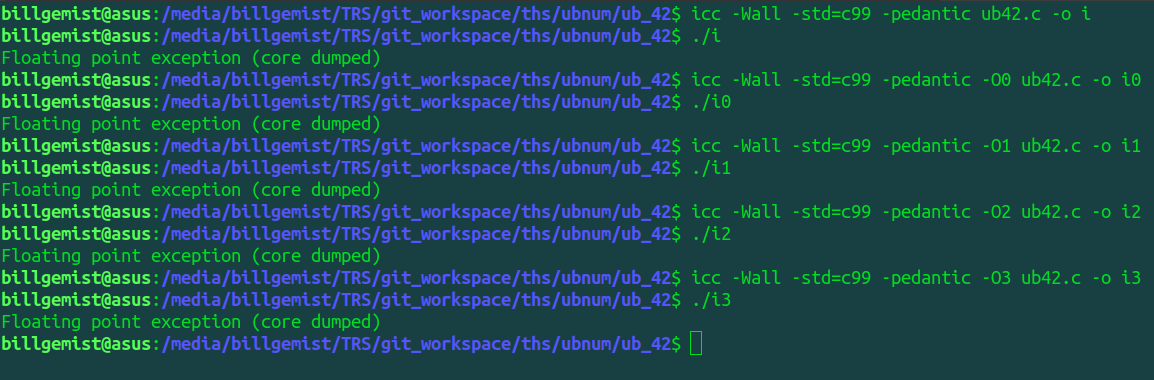 billgemist@asus:/media/billgemist/TRS/git_workspace/ths/ubnum/ub_42$ icc -Wall -std=c99 -pedantic ub42.c -o i
billgemist@asus:/media/billgemist/TRS/git_workspace/ths/ubnum/ub_42$ ./i
Floating point exception (core dumped)
billgemist@asus:/media/billgemist/TRS/git_workspace/ths/ubnum/ub_42$ icc -Wall -std=c99 -pedantic -O0 ub42.c -o i0
billgemist@asus:/media/billgemist/TRS/git_workspace/ths/ubnum/ub_42$ ./i0
Floating point exception (core dumped)
billgemist@asus:/media/billgemist/TRS/git_workspace/ths/ubnum/ub_42$ icc -Wall -std=c99 -pedantic -O1 ub42.c -o i1
billgemist@asus:/media/billgemist/TRS/git_workspace/ths/ubnum/ub_42$ ./i1
Floating point exception (core dumped)
billgemist@asus:/media/billgemist/TRS/git_workspace/ths/ubnum/ub_42$ icc -Wall -std=c99 -pedantic -O2 ub42.c -o i2
billgemist@asus:/media/billgemist/TRS/git_workspace/ths/ubnum/ub_42$ ./i2
Floating point exception (core dumped)
billgemist@asus:/media/billgemist/TRS/git_workspace/ths/ubnum/ub_42$ icc -Wall -std=c99 -pedantic -O3 ub42.c -o i3
billgemist@asus:/media/billgemist/TRS/git_workspace/ths/ubnum/ub_42$ ./i3
Floating point exception (core dumped)
billgemist@asus:/media/billgemist/TRS/git_workspace/ths/ubnum/ub_42$